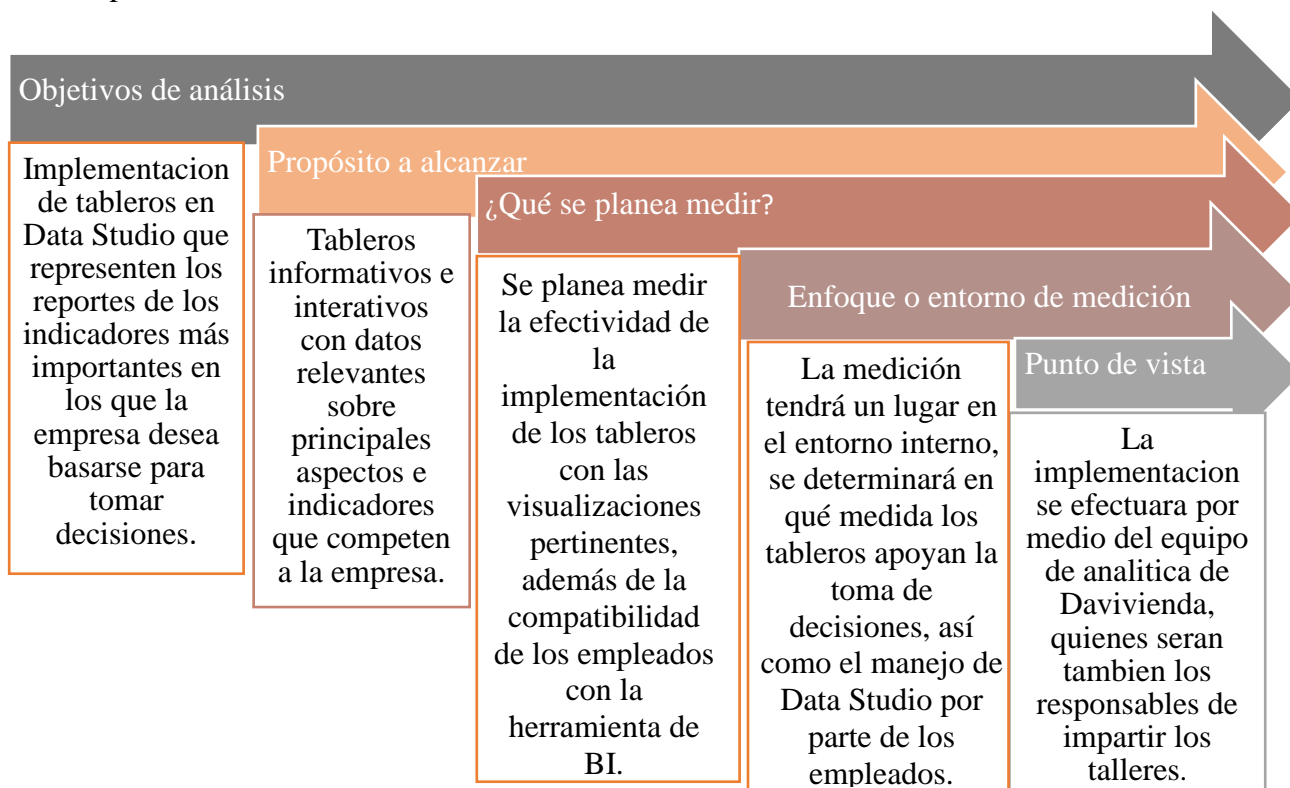 Objetivos de análisis
Implementacion
de tableros en
Data Studio que
representen los
reportes de los
indicadores más
importantes en
los que la
empresa desea
basarse para
tomar
decisiones.
Propósito a alcanzar
Tableros
informativos e
interativos
con datos
relevantes
sobre
principales
aspectos e
indicadores
que competen
a la empresa.
¿Qué se planea medir?
Se planea medir
la efectividad de
la
implementación
de los tableros
con las
visualizaciones
pertinentes,
además de la
compatibilidad
de los empleados
con la
herramienta de
BI.
Enfoque o entorno de medición
La medición
tendrá un lugar en
el entorno interno,
se determinará en
qué medida los
tableros apoyan la
toma de
decisiones, así
como el manejo de
Data Studio por
parte de los
empleados.
Punto de vista
La
implementacion
se efectuara por
medio del equipo
de analitica de
Davivienda,
quienes seran
tambien los
responsables de
impartir los
talleres.